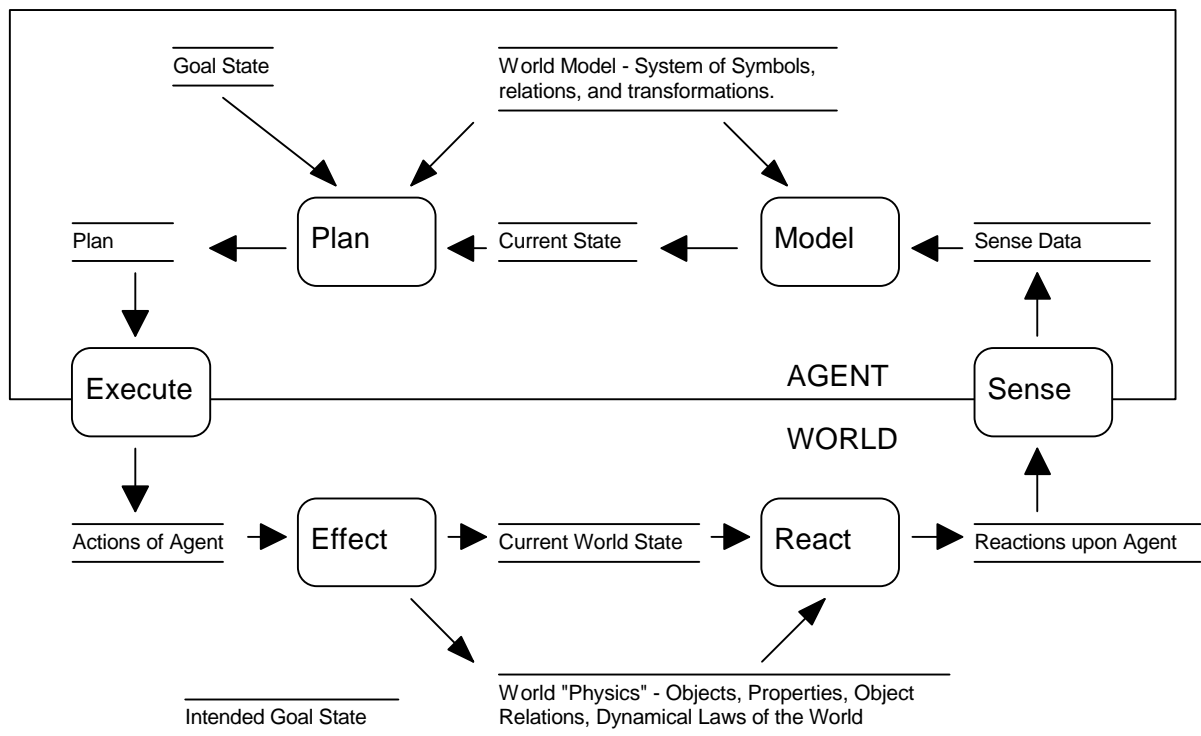 Goal State
World Model - System of Symbols,
relations, and transformations.
Plan
Plan
Current State
Model
Sense Data
Execute
AGENT
Sense
WORLD
Actions of Agent
Effect
Current World State
React
Reactions upon Agent
Intended Goal State
World "Physics" - Objects, Properties, Object
Relations, Dynamical Laws of the World